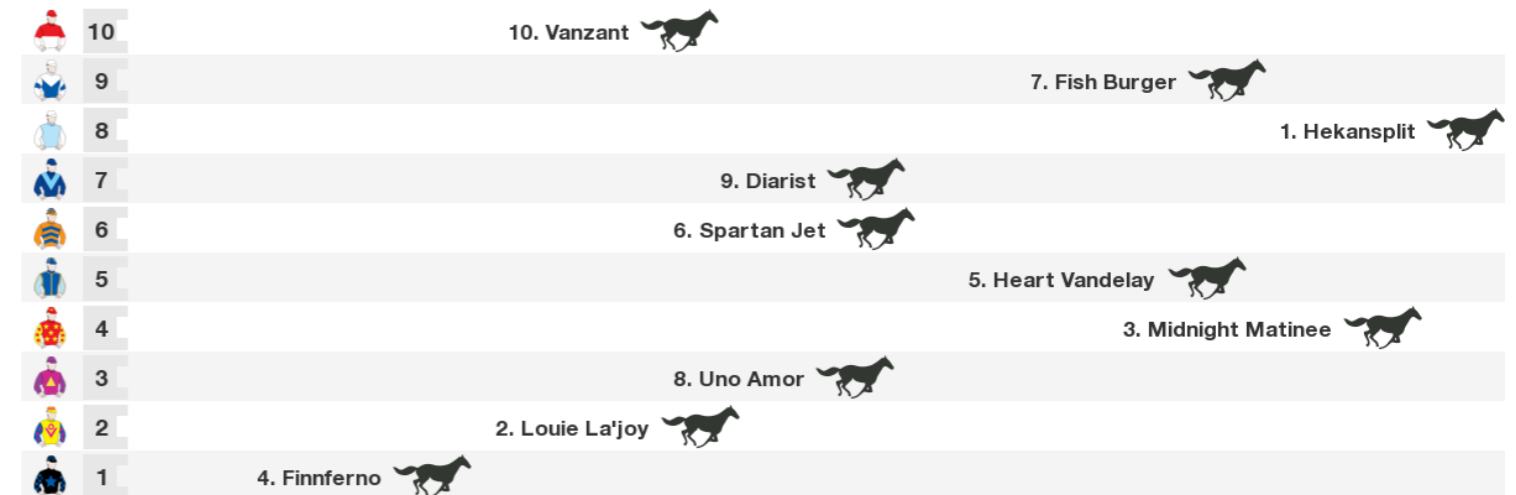 10 10. Vanzant
9 7. Fish Burger
8 1. Hekansplit
7 9. Diarist
6 6. Spartan Jet
5 5. Heart Vandelay
4 3. Midnight Matinee
3 8. Uno Amor
2 2. Louie La'joy
1 4. Finnferno